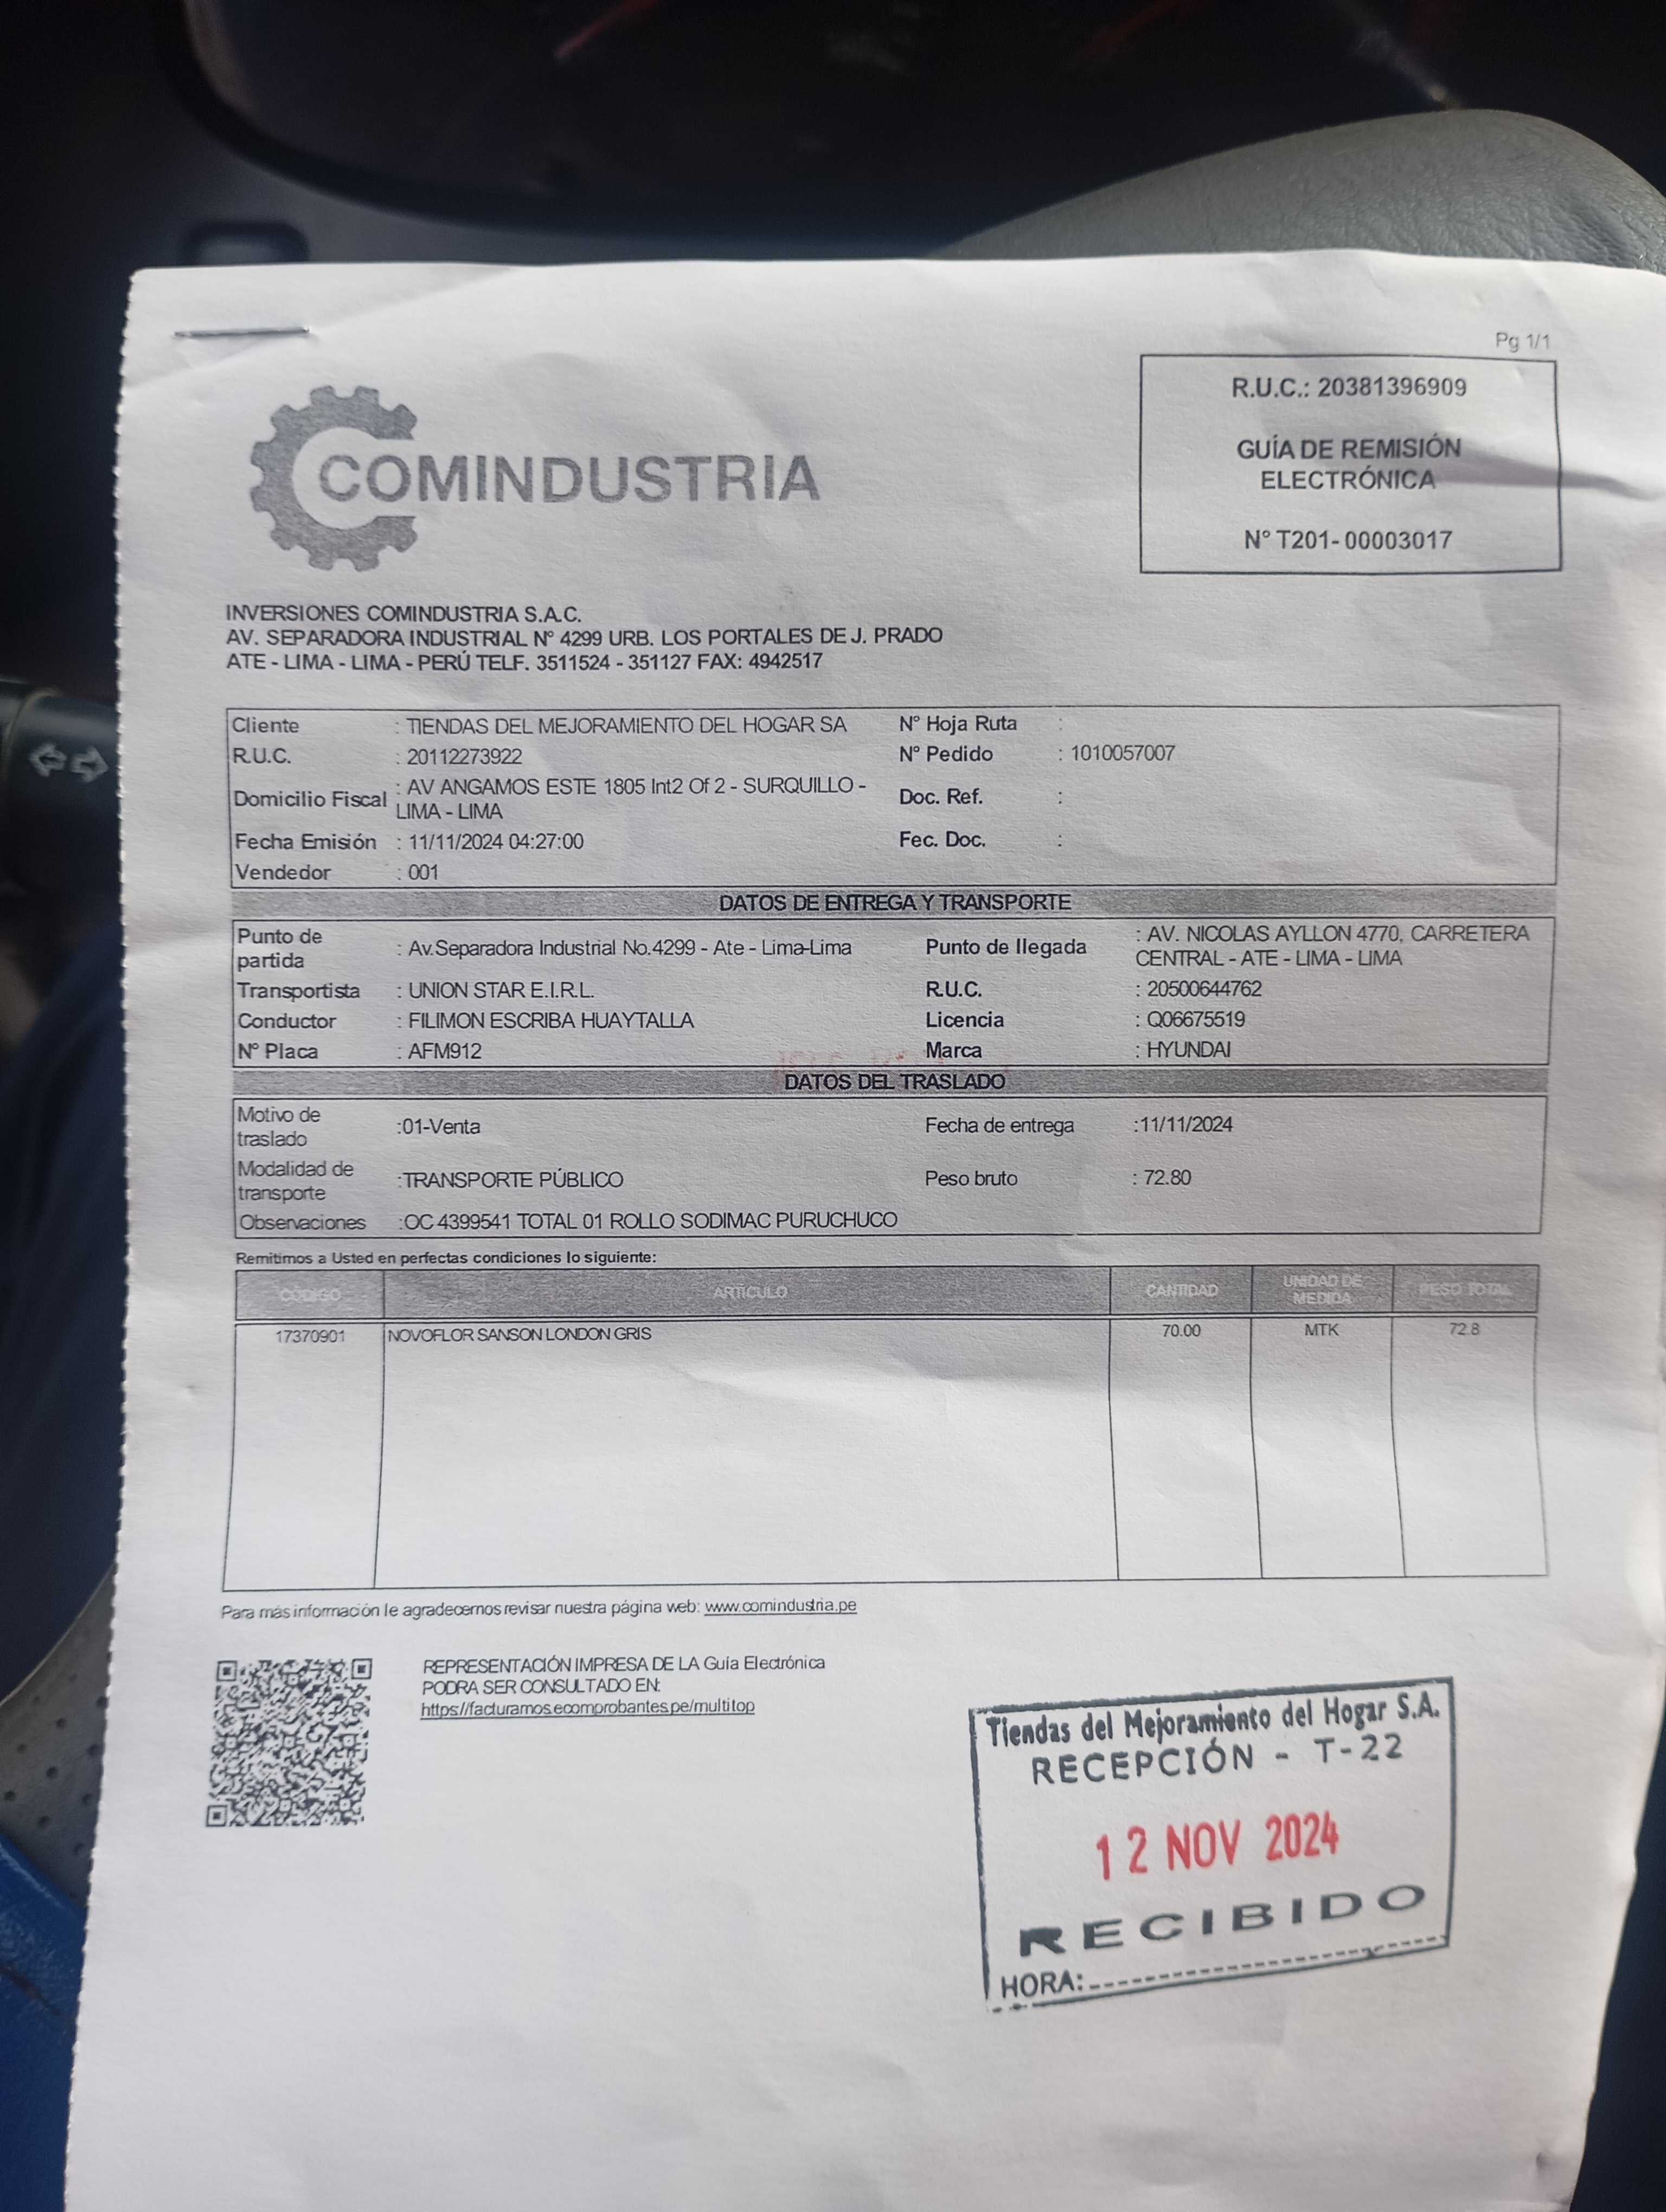 Pg 1/1
R.U.C.: 20381396909
GUÍA DE REMISIÓN
ELECTRÓNICA
N° T201- 00003017
COMINDUSTRIA
INVERSIONES COMINDUSTRIA S.A.C.
AV. SEPARADORA INDUSTRIAL N° 4299 URB. LOS PORTALES DE J. PRADO
ATE - LIMA - LIMA - PERÚ TELF. 3511524 - 351127 FAX: 4942517
Cliente : TIENDAS DEL MEJORAMIENTO DEL HOGAR SA N° Hoja Ruta :
R.U.C. : 20112273922 N° Pedido : 1010057007
Domicilio Fiscal : AV ANGAMOS ESTE 1805 Int2 Of 2 - SURQUILLO - Doc. Ref. :
LIMA - LIMA
Fecha Emisión : 11/11/2024 04:27:00 Fec. Doc. :
Vendedor : 001
DATOS DE ENTREGA Y TRANSPORTE
Punto de partida : Av.Separadora Industrial No.4299 - Ate - Lima-Lima Punto de llegada : AV. NICOLAS AYLLON 4770, CARRETERA
CENTRAL - ATE - LIMA - LIMA
Transportista : UNION STAR E.I.R.L. R.U.C. : 20500644762
Conductor : FILIMON ESCRIBA HUAYTALLA Licencia : Q06675519
N° Placa : AFM912 Marca : HYUNDAI
DATOS DEL TRASLADO
Motivo de traslado :01-Venta Fecha de entrega :11/11/2024
Modalidad de transporte :TRANSPORTE PÚBLICO Peso bruto : 72.80
Observaciones :OC 4399541 TOTAL 01 ROLLO SODIMAC PURUCHUCO
Remitimos a Usted en perfectas condiciones lo siguiente:
CÓDIGO ARTÍCULO CANTIDAD UNIDAD DE MEDIDA PESO TOTAL
17370901 NOVOFLOR SANSON LONDON GRIS 70.00 MTK 72.8
Para más información le agradecemos revisar nuestra página web: www.comindustria.pe
REPRESENTACIÓN IMPRESA DE LA Guía Electrónica
PODRA SER CONSULTADO EN:
https://facturamos.ecomprobantes.pe/multitop
Tiendas del Mejoramiento del Hogar S.A.
RECEPCIÓN - T-22
12 NOV 2024
RECIBIDO
HORA: